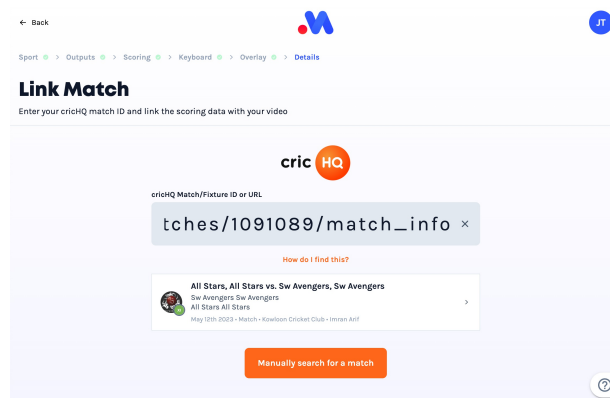 ← Back
JT
Sport > Outputs > Scoring > Keyboard > Overlay > Details
Link Match
Enter your cricHQ match ID and link the scoring data with your video
cric HQ
cricHQ Match/Fixture ID or URL
tches/1091089/match_info ×
How do I find this?
All Stars, All Stars vs. Sw Avengers, Sw Avengers
Sw Avengers Sw Avengers
All Stars All Stars
May 12th 2023 • Match • Kowloon Cricket Club • Imran Arif
Manually search for a match
?